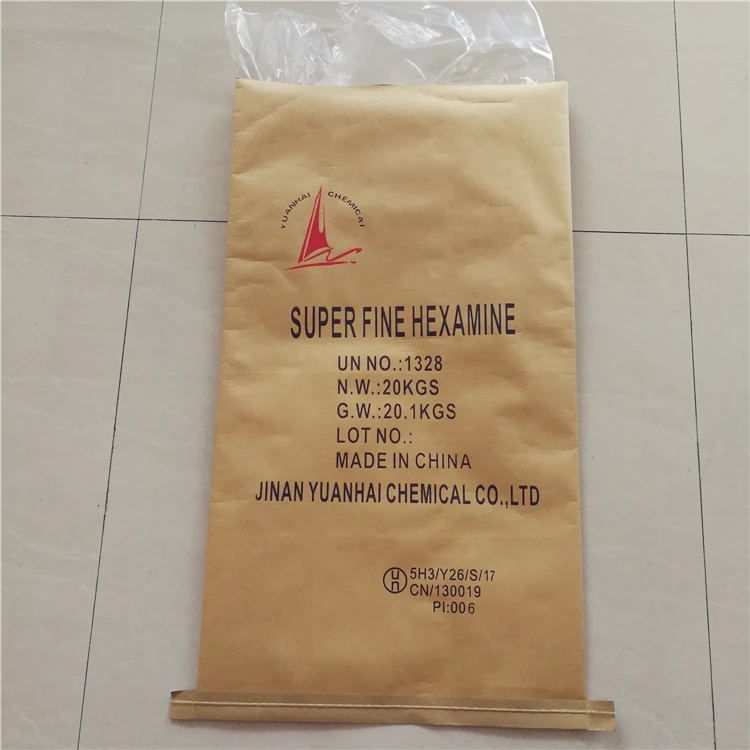 YUANHAI CHEMICAL
SUPER FINE HEXAMINE
UN NO.:1328
N.W.:20KGS
G.W.:20.1KGS
LOT NO.:
MADE IN CHINA
JINAN YUANHAI CHEMICAL CO.,LTD
un 5H3/Y26/S/17
CN/130019
PI:006